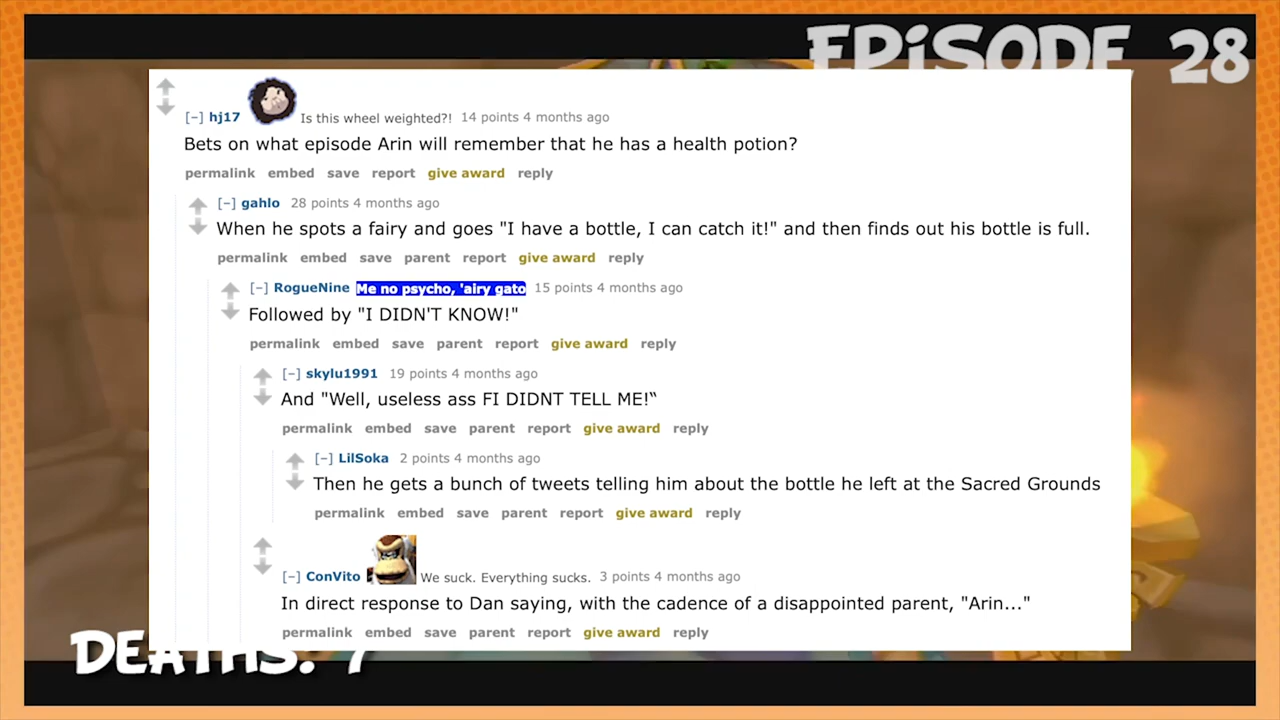 EPISODE 28
[–] hj17 Is this wheel weighted?! 14 points 4 months ago
Bets on what episode Arin will remember that he has a health potion?
permalink embed save report give award reply
[–] gahlo 28 points 4 months ago
When he spots a fairy and goes "I have a bottle, I can catch it!" and then finds out his bottle is full.
permalink embed save parent report give award reply
[–] RogueNine Me no psycho, 'airy gato 15 points 4 months ago
Followed by "I DIDN'T KNOW!"
permalink embed save parent report give award reply
[–] skylu1991 19 points 4 months ago
And "Well, useless ass FI DIDNT TELL ME!“
permalink embed save parent report give award reply
[–] LilSoka 2 points 4 months ago
Then he gets a bunch of tweets telling him about the bottle he left at the Sacred Grounds
permalink embed save parent report give award reply
[–] ConVito We suck. Everything sucks. 3 points 4 months ago
In direct response to Dan saying, with the cadence of a disappointed parent, "Arin..."
permalink embed save parent report give award reply
DEATHS: 7